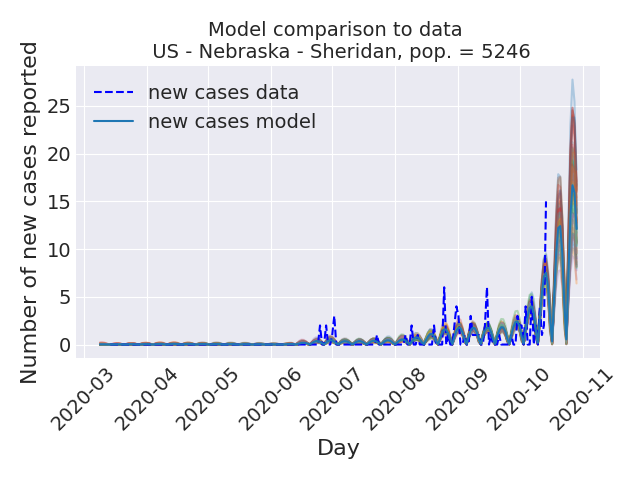 Model comparison to data
US - Nebraska - Sheridan, pop. = 5246
Number of new cases reported
new cases data
new cases model
25
20
15
10
5
0
2020-03
2020-04
2020-05
2020-06
2020-07
2020-08
2020-09
2020-10
2020-11
Day